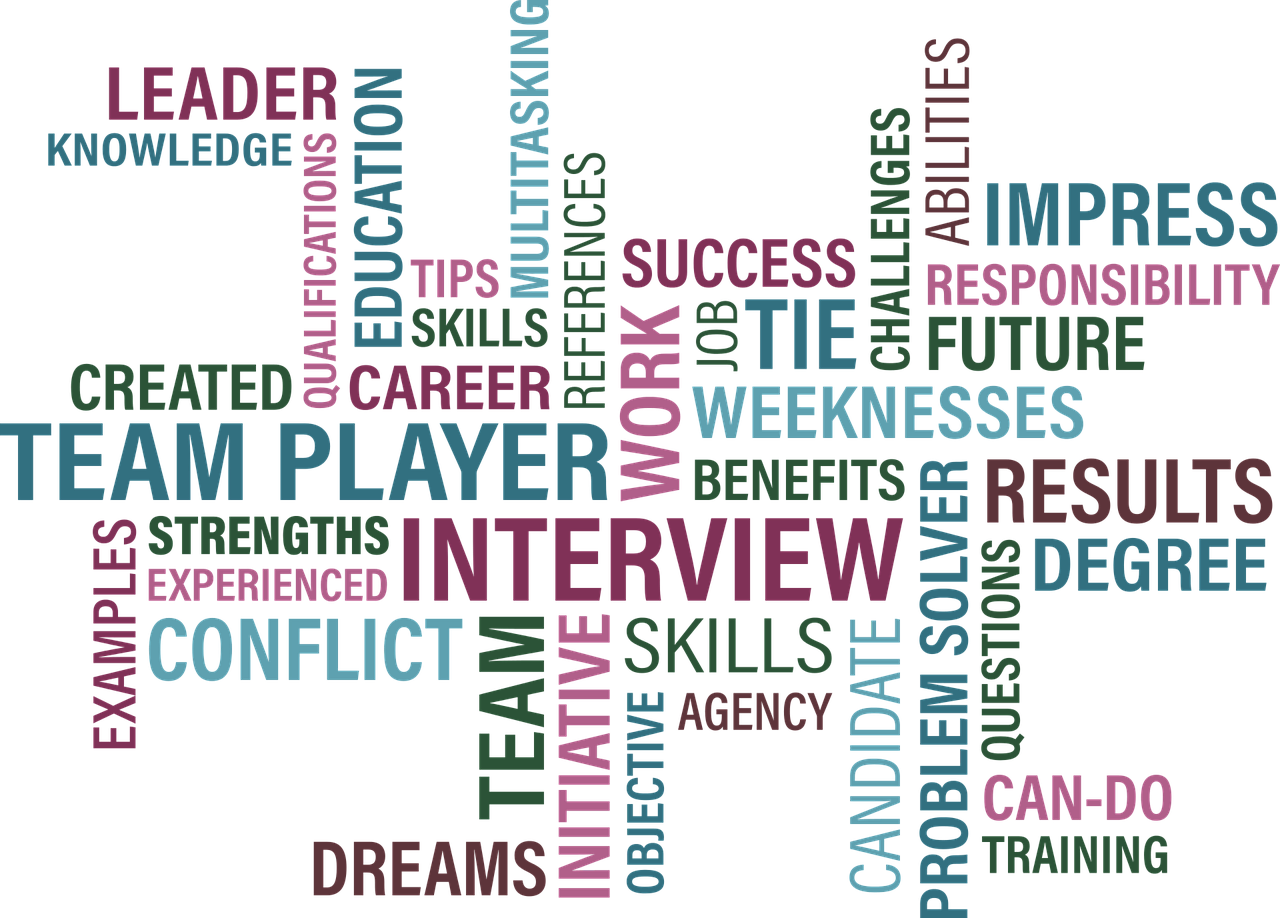 LEADER
KNOWLEDGE
QUALIFICATIONS
EDUCATION
MULTITASKING
TIPS
SKILLS
REFERENCES
CREATED
CAREER
SUCCESS
WORK
JOB
TIE
CHALLENGES
ABILITIES
IMPRESS
RESPONSIBILITY
FUTURE
WEEKNESSES
TEAM PLAYER
BENEFITS
RESULTS
EXAMPLES
STRENGTHS
EXPERIENCED
INTERVIEW
PROBLEM SOLVER
QUESTIONS
DEGREE
CONFLICT
TEAM
INITIATIVE
SKILLS
OBJECTIVE
AGENCY
CANDIDATE
CAN-DO
TRAINING
DREAMS